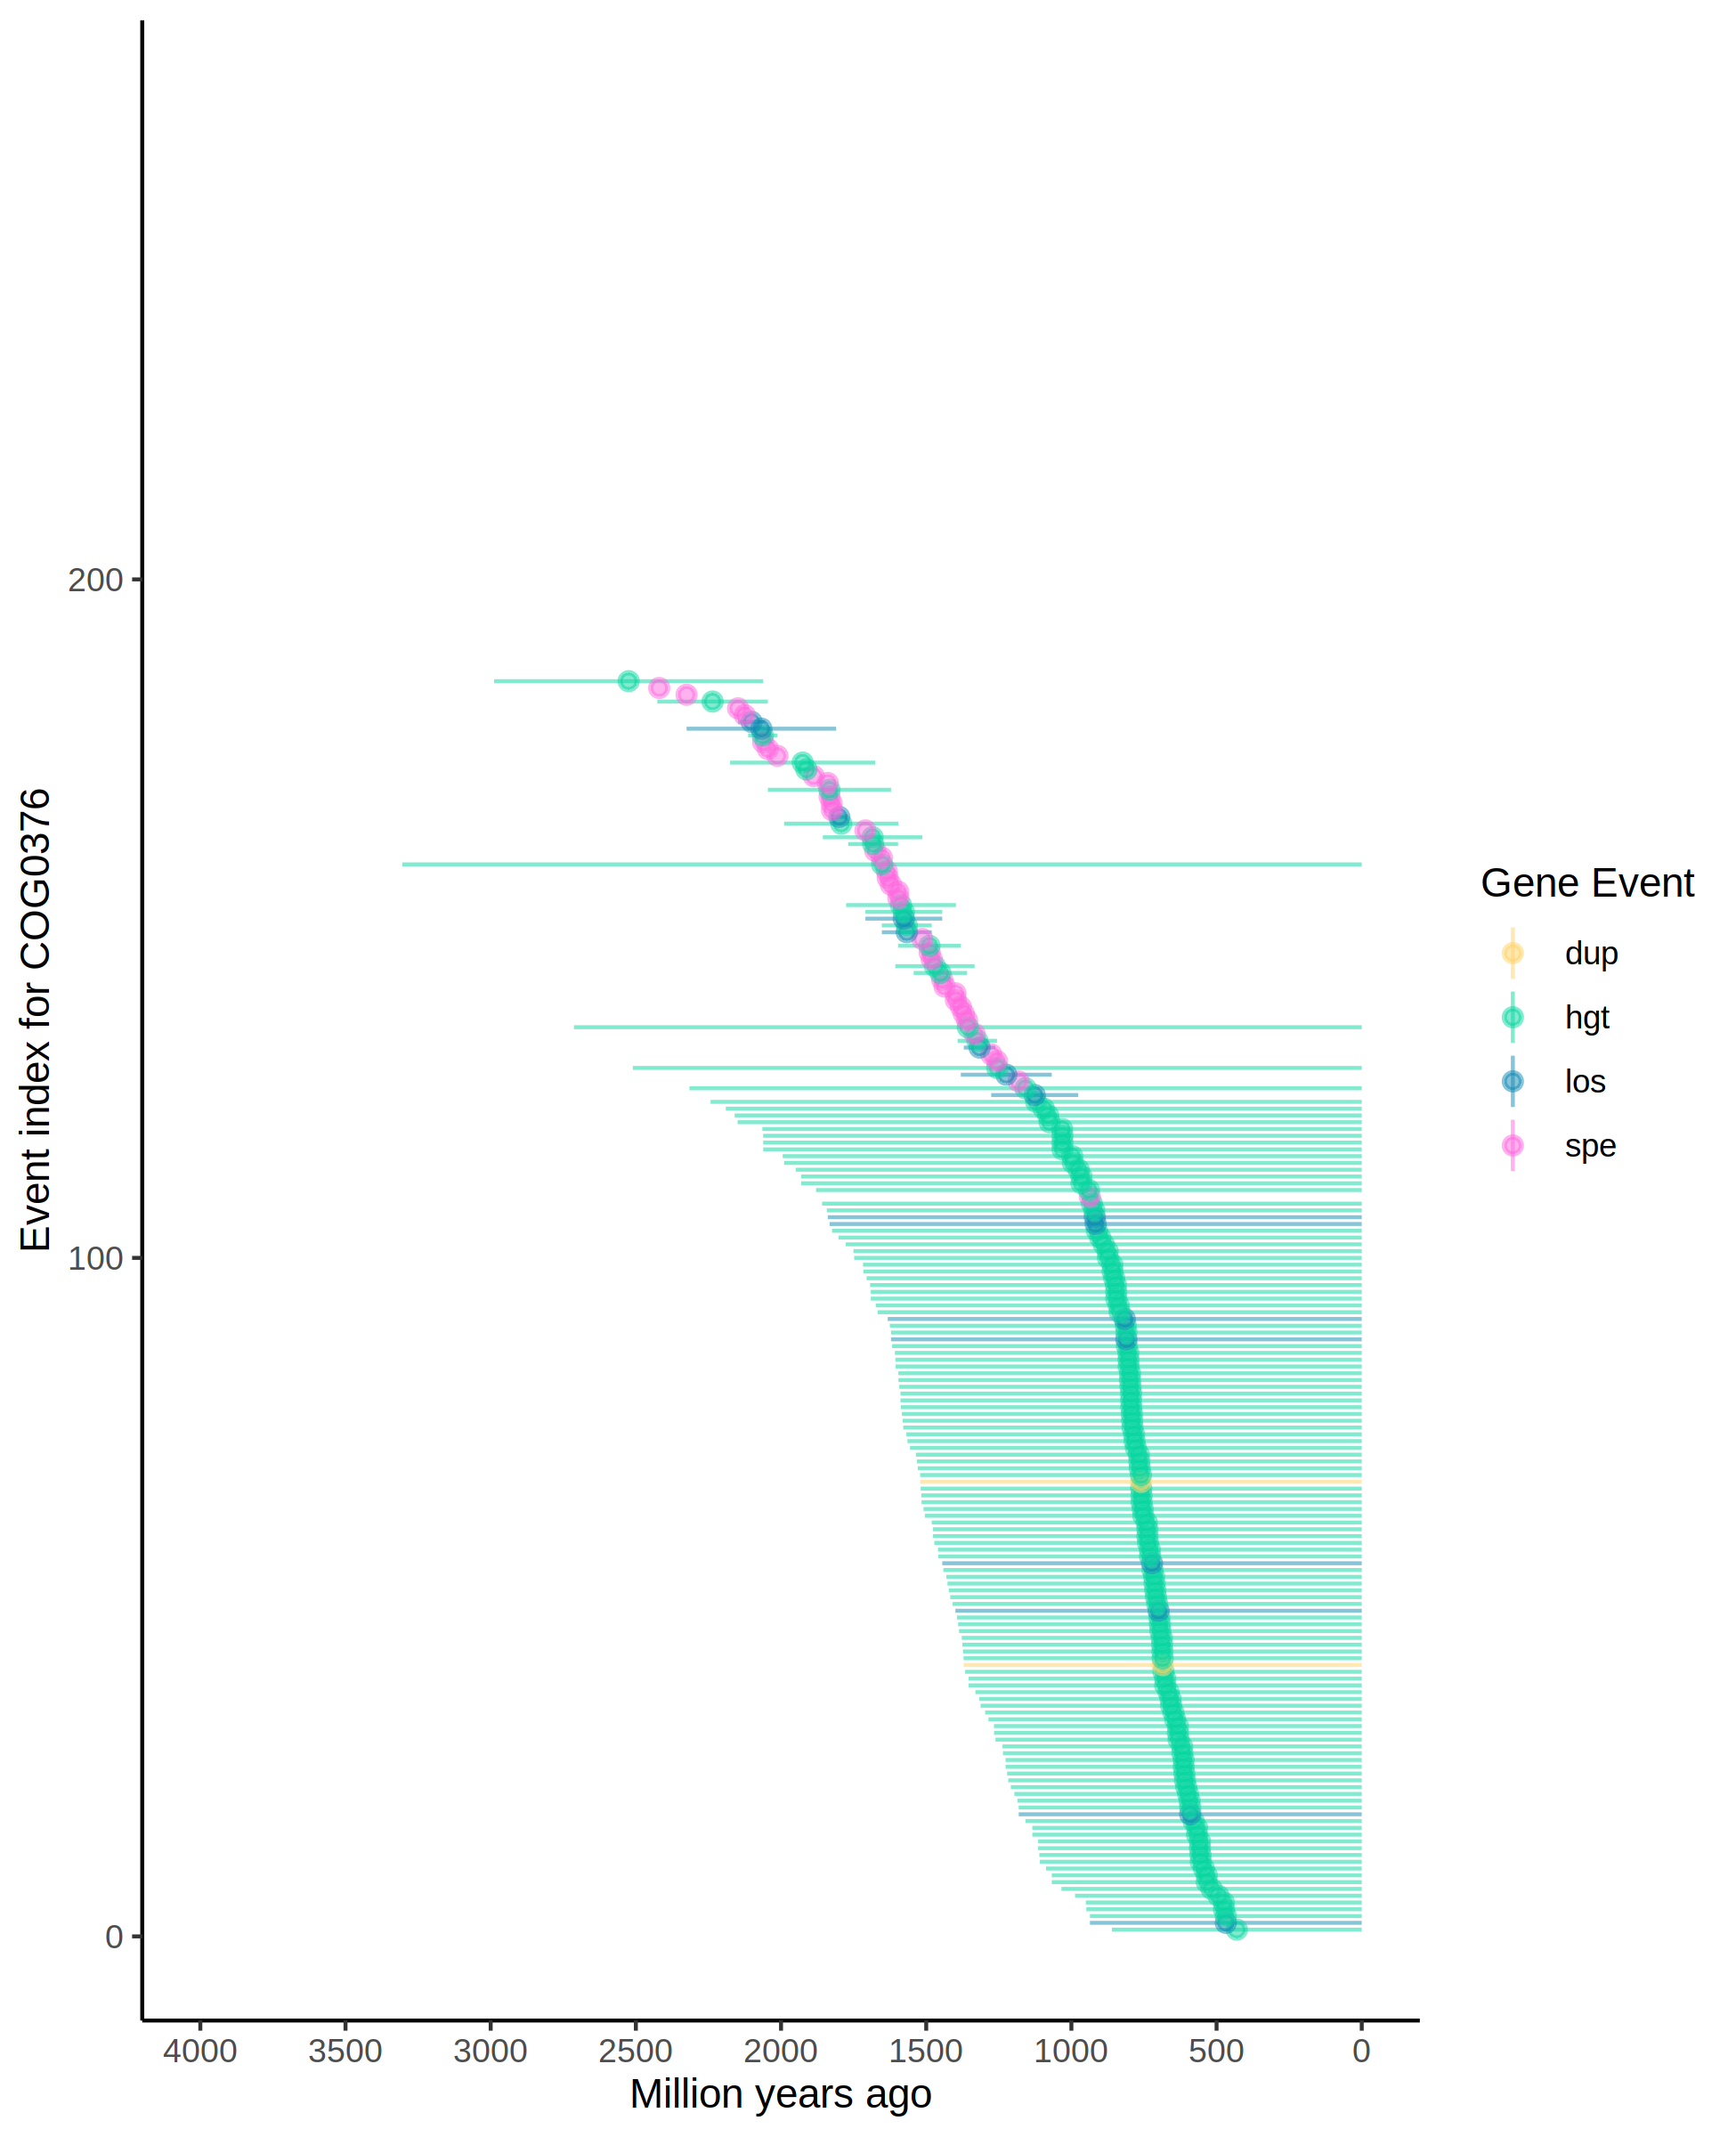 Event index for COG0376
200
100
0
4000 3500 3000 2500 2000 1500 1000 500 0
Million years ago
Gene Event
dup
hgt
los
spe